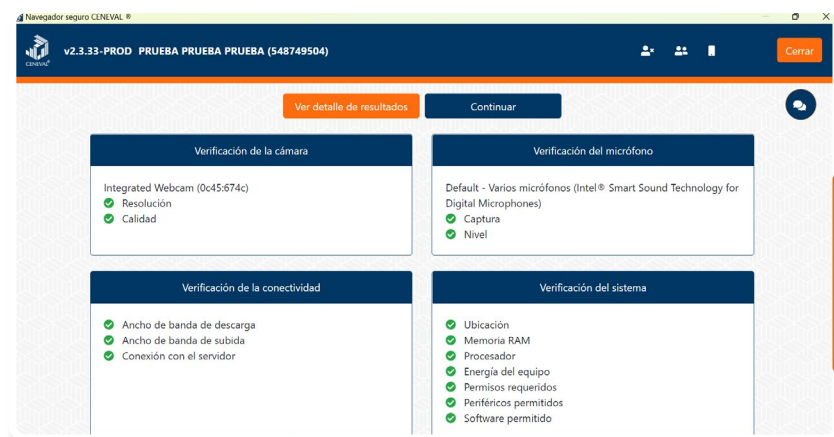 Navegador seguro CENEVAL ®
CENEVAL®
v2.3.33-PROD PRUEBA PRUEBA PRUEBA (548749504)
Cerrar
Ver detalle de resultados
Continuar
Verificación de la cámara
Integrated Webcam (0c45:674c)
Resolución
Calidad
Verificación del micrófono
Default - Varios micrófonos (Intel® Smart Sound Technology for
Digital Microphones)
Captura
Nivel
Verificación de la conectividad
Ancho de banda de descarga
Ancho de banda de subida
Conexión con el servidor
Verificación del sistema
Ubicación
Memoria RAM
Procesador
Energía del equipo
Permisos requeridos
Periféricos permitidos
Software permitido